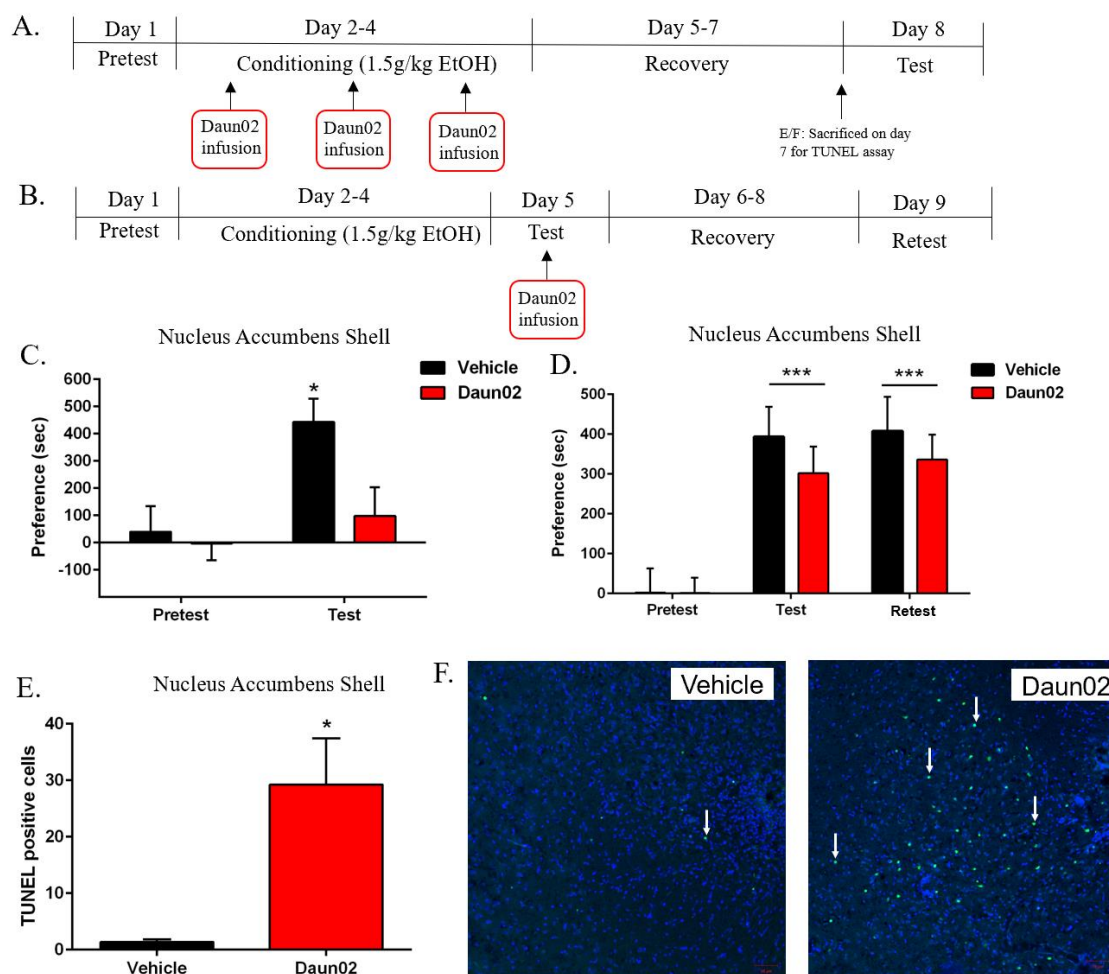 A.
Day 1
Day 2-4
Day 5-7
Day 8
Pretest
Conditioning (1.5g/kg EtOH)
Recovery
Test
Daun02
infusion
Daun02
infusion
Daun02
infusion
E/F: Sacrificed on day
7 for TUNEL assay
B.
Day 1
Day 2-4
Day 5
Day 6-8
Day 9
Pretest
Conditioning (1.5g/kg EtOH)
Test
Recovery
Retest
Daun02
infusion
C.
Nucleus Accumbens Shell
Vehicle
Daun02
Preference (sec)
600
500
400
300
200
100
0
-100
*
Pretest
Test
D.
Nucleus Accumbens Shell
Vehicle
Daun02
Preference (sec)
500
400
300
200
100
0
***
***
Pretest
Test
Retest
E.
Nucleus Accumbens Shell
TUNEL positive cells
40
30
20
10
0
*
Vehicle
Daun02
F.
Vehicle
Daun02